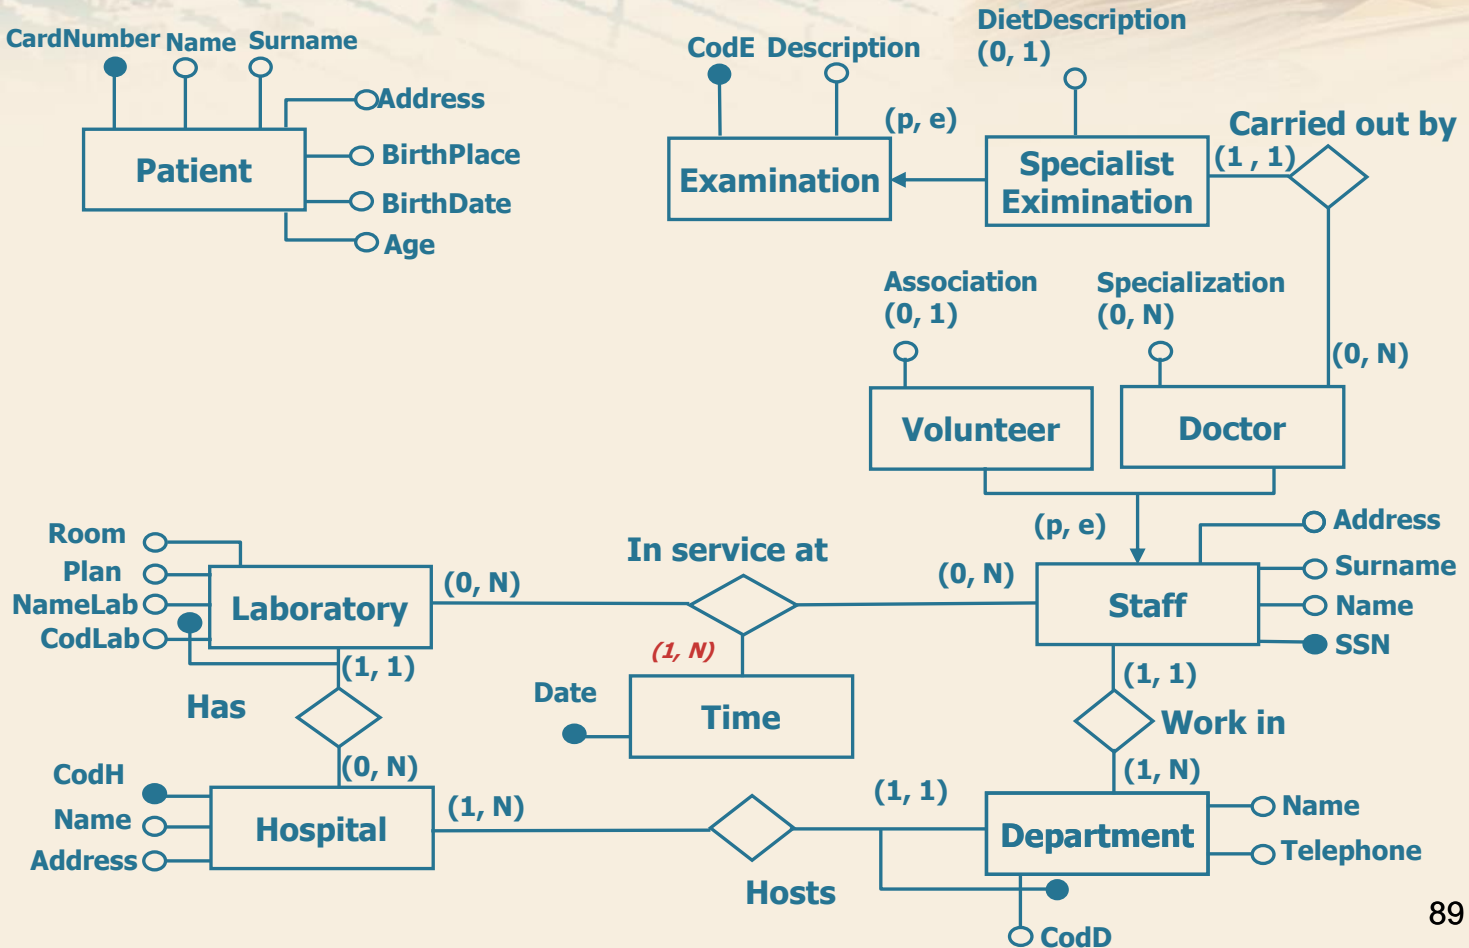 DietDescription
(0, 1)
CardNumber Name Surname
CodE Description
Address
(p, e)
Carried out by
(1 , 1)
Patient
BirthPlace
BirthDate
Age
Examination
Specialist
Eximination
Association
(0, 1)
Specialization
(0, N)
(0, N)
Volunteer
Doctor
(p, e)
Address
Surname
Name
SSN
Room
Plan
NameLab
CodLab
Laboratory
(0, N)
In service at
(0, N)
Staff
(1, 1)
(1, N)
(1, 1)
Has
Date
Time
Work in
(0, N)
(1, N)
CodH
Name
Address
Hospital
(1, N)
(1, 1)
Department
Name
Telephone
Hosts
CodD
89